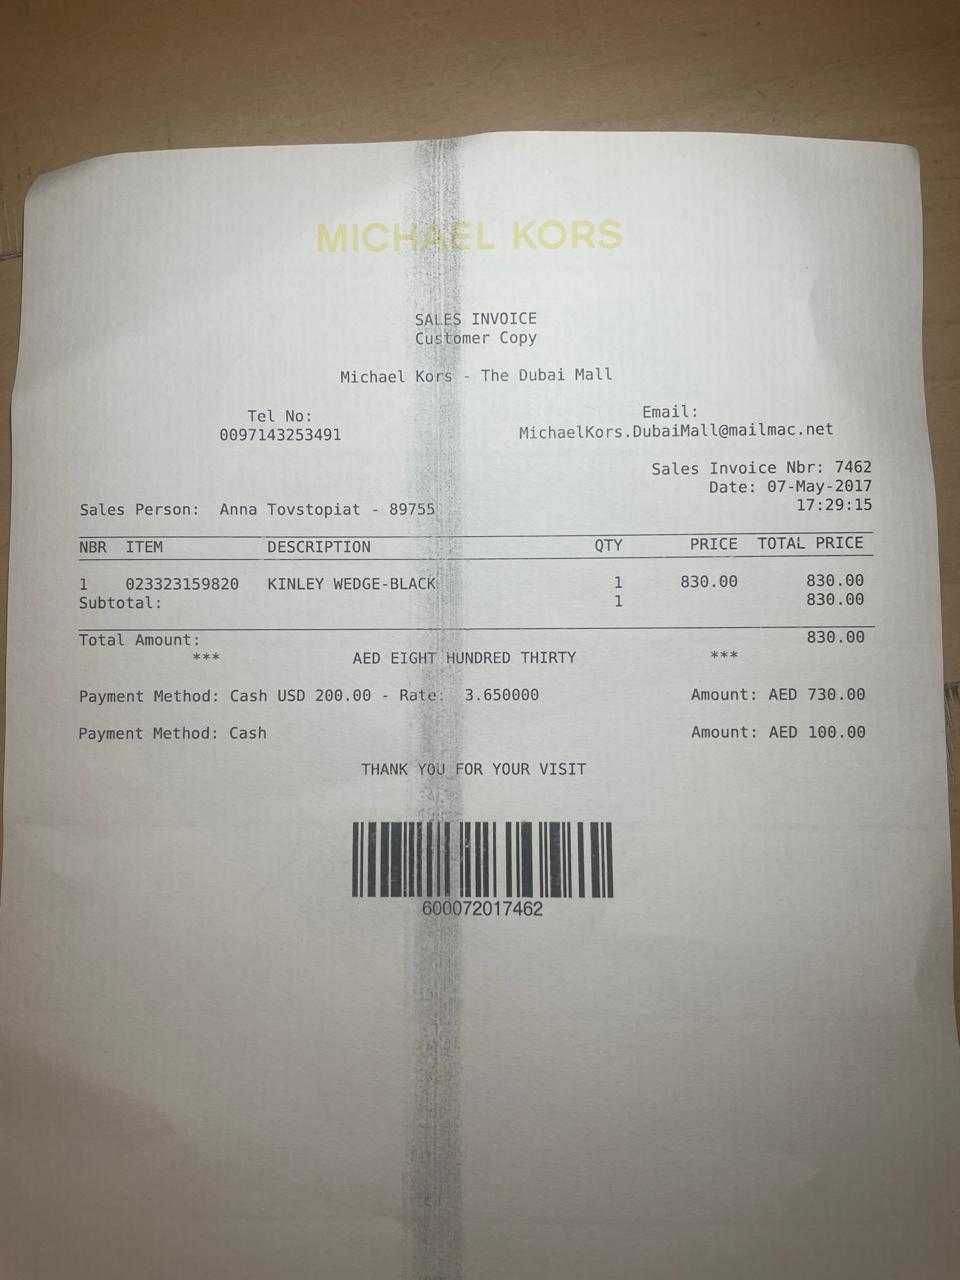 MICHAEL KORS
SALES INVOICE
Customer Copy
Michael Kors - The Dubai Mall
Tel No: Email:
0097143253491 MichaelKors.DubaiMall@mailmac.net
Sales Invoice Nbr: 7462
Date: 07-May-2017
Sales Person: Anna Tovstopiat - 89755 17:29:15
NBR ITEM DESCRIPTION QTY PRICE TOTAL PRICE
1 023323159820 KINLEY WEDGE-BLACK 1 830.00 830.00
Subtotal: 1 830.00
Total Amount: 830.00
*** AED EIGHT HUNDRED THIRTY ***
Payment Method: Cash USD 200.00 - Rate: 3.650000 Amount: AED 730.00
Payment Method: Cash Amount: AED 100.00
THANK YOU FOR YOUR VISIT
600072017462